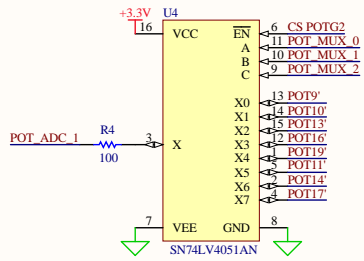 +3.3V
U4
16 VCC EN 6 CS POTG2
A 11 POT_MUX_0
B 10 POT_MUX_1
C 9 POT_MUX_2
X0 13 POT9'
X1 14 POT10'
X2 15 POT13'
POT_ADC_1 R4 100 3 X X3 12 POT16'
X4 1 POT19'
X5 5 POT11'
X6 2 POT14'
X7 4 POT17'
7 VEE GND 8
SN74LV4051AN